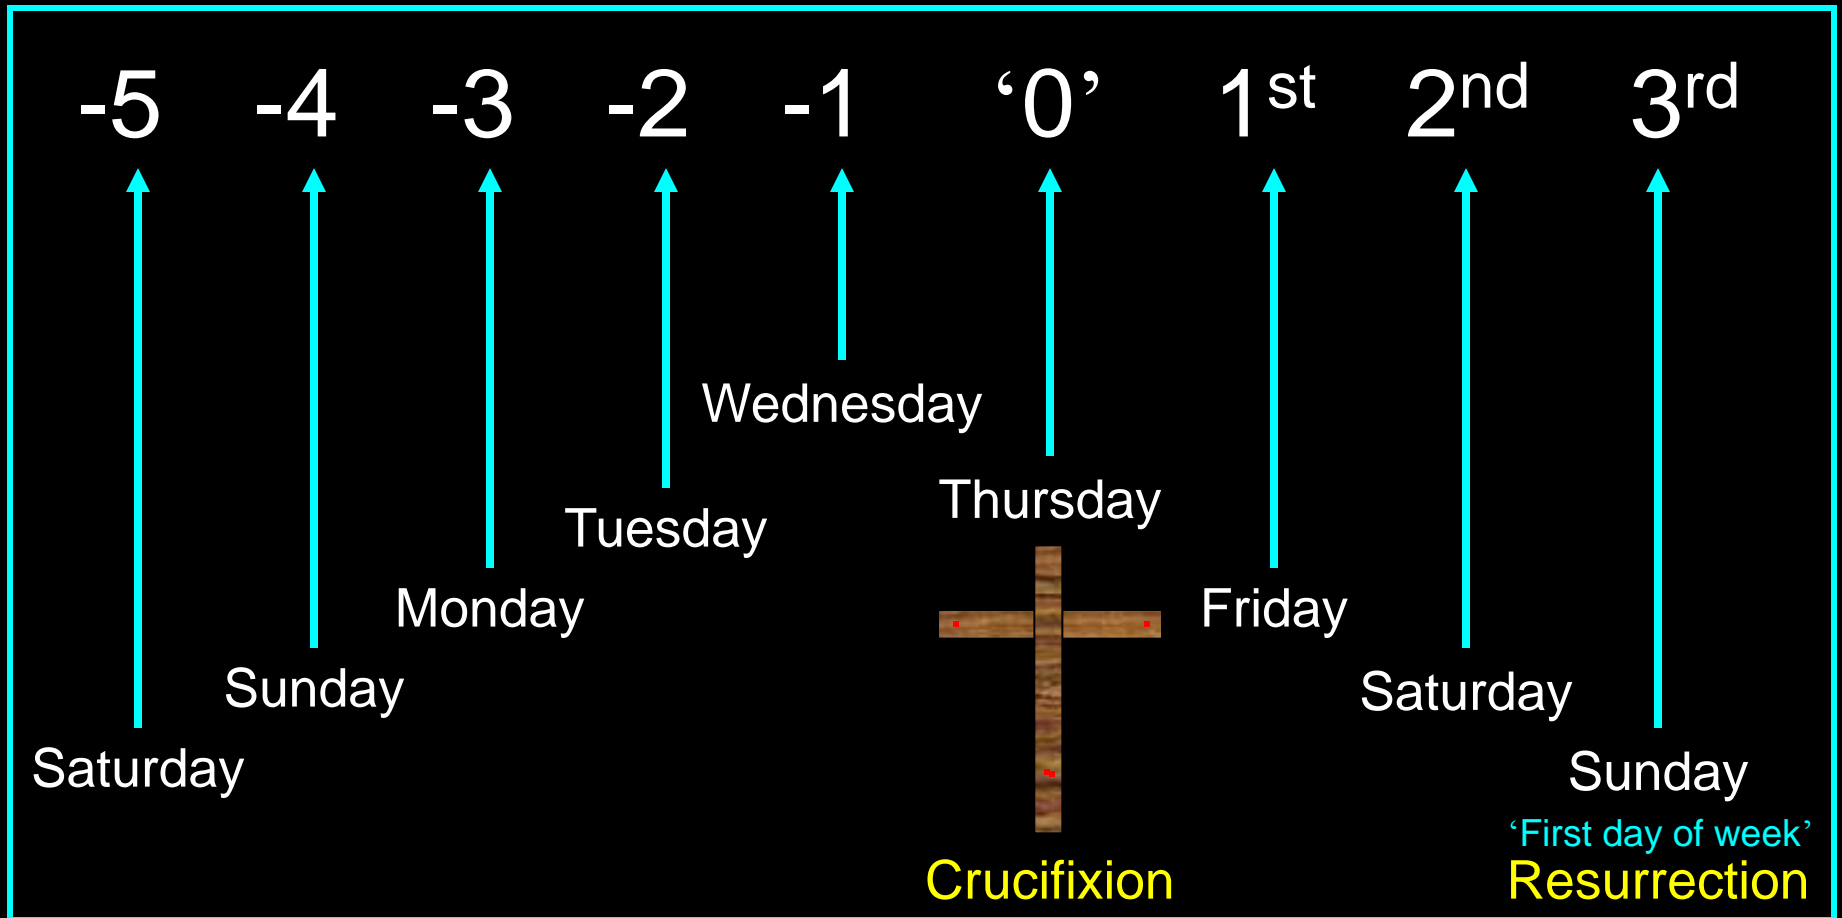 -5 -4 -3 -2 -1 ‘0’ 1st 2nd 3rd
Wednesday
Thursday
Tuesday
Monday
Friday
Sunday
Saturday
Saturday
Sunday
‘First day of week’
Crucifixion
Resurrection